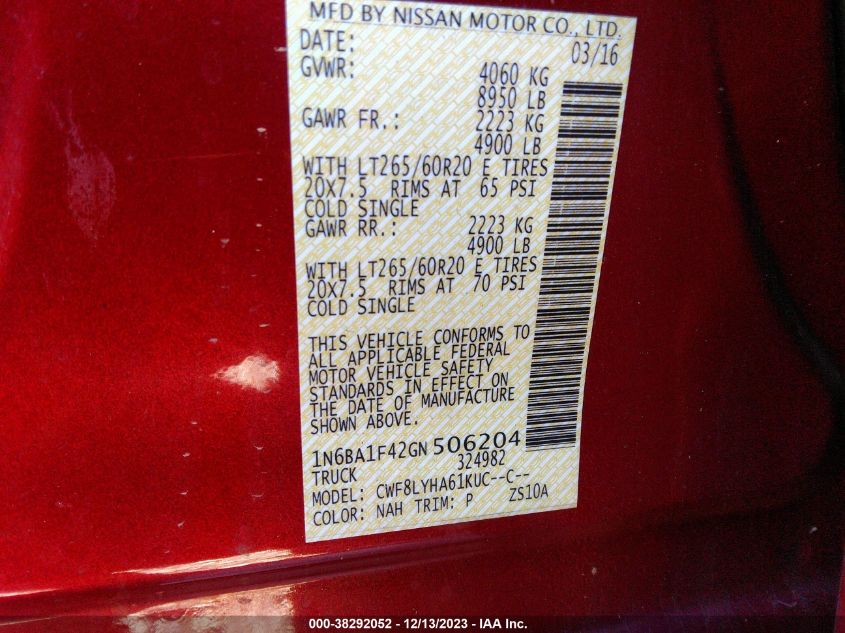 MFD BY NISSAN MOTOR CO., LTD.
DATE: 03/16
GVWR: 4060 KG
8950 LB
GAWR FR.: 2223 KG
4900 LB
WITH LT265/60R20 E TIRES
20X7.5 RIMS AT 65 PSI
COLD SINGLE
GAWR RR.: 2223 KG
4900 LB
WITH LT265/60R20 E TIRES
20X7.5 RIMS AT 70 PSI
COLD SINGLE
THIS VEHICLE CONFORMS TO
ALL APPLICABLE FEDERAL
MOTOR VEHICLE SAFETY
STANDARDS IN EFFECT ON
THE DATE OF MANUFACTURE
SHOWN ABOVE.
1N6BA1F42GN 506204
TRUCK 324982
MODEL: CWF8LYHA61KUC--C--
COLOR: NAH TRIM: P ZS10A
000-38292052 - 12/13/2023 - IAA Inc.